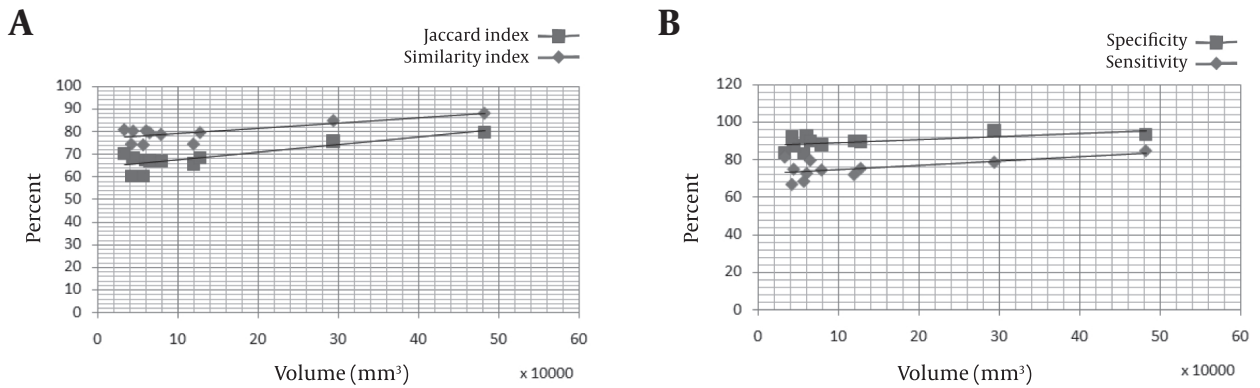 A
Jaccard index
Similarity index
100
90
80
70
60
50
40
30
20
10
0
Percent
0 10 20 30 40 50 60
Volume (mm³)
x 10000
B
Specificity
Sensitivity
120
100
80
60
40
20
0
Percent
0 10 20 30 40 50 60
Volume (mm³)
x 10000